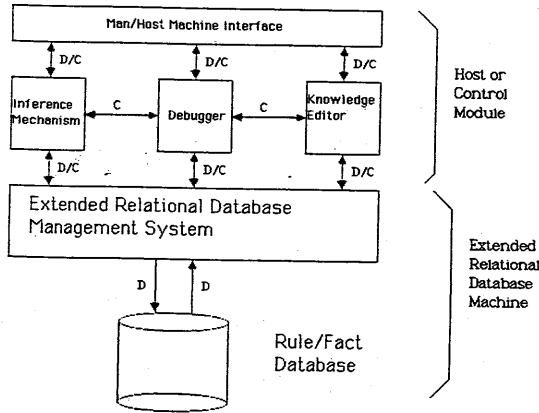 Man/Host Machine Interface
D/C
D/C
D/C
Inference
Mechanism
C
Debugger
C
Knowledge
Editor
Host or
Control
Module
D/C
D/C
D/C
Extended Relational Database
Management System
D
D
Extended
Relational
Database
Machine
Rule/Fact
Database